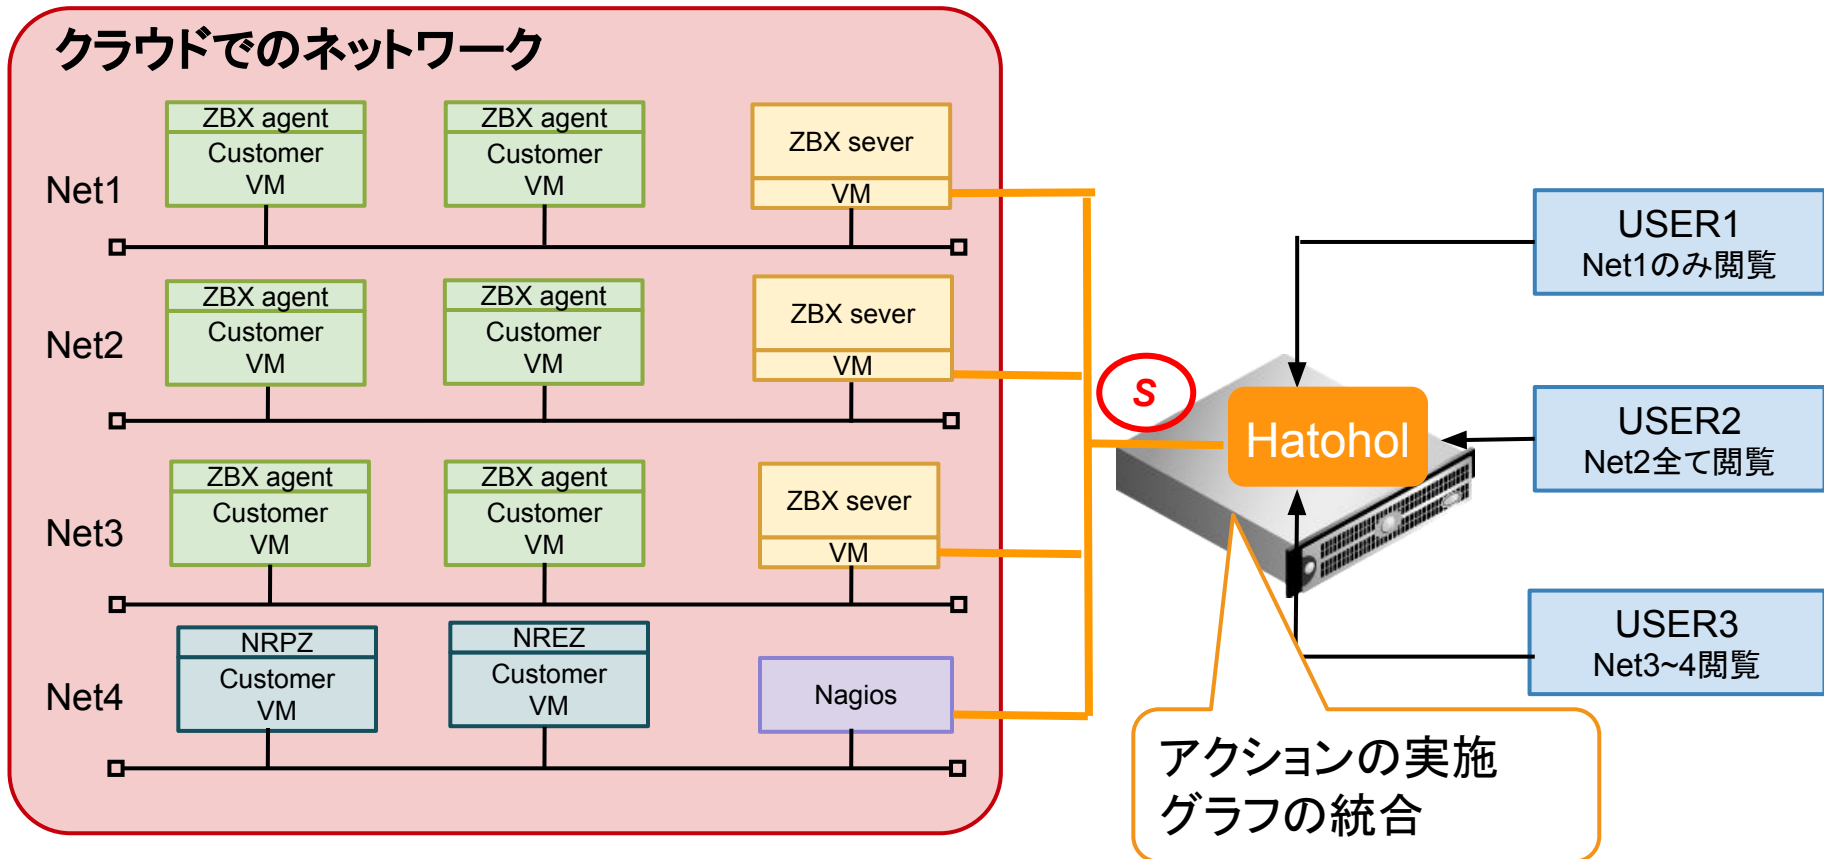 クラウドでのネットワーク
Net1
ZBX agent
Customer
VM
ZBX agent
Customer
VM
ZBX sever
VM
Net2
ZBX agent
Customer
VM
ZBX agent
Customer
VM
ZBX sever
VM
Net3
ZBX agent
Customer
VM
ZBX agent
Customer
VM
ZBX sever
VM
Net4
NRPZ
Customer
VM
NREZ
Customer
VM
Nagios
S
Hatohol
USER1
Net1のみ閲覧
USER2
Net2全て閲覧
USER3
Net3~4閲覧
アクションの実施
グラフの統合